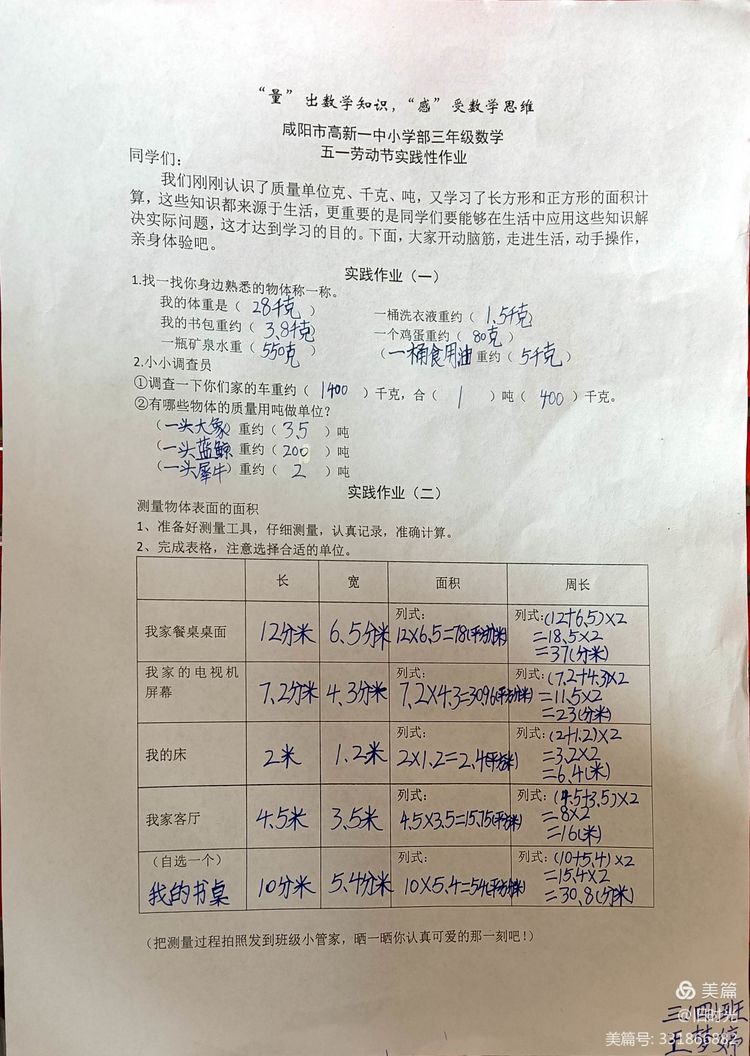 “量”出数学知识，“感”受数学思维
咸阳市高新一中小学部三年级数学
五一劳动节实践性作业
同学们：
我们刚刚认识了质量单位克、千克、吨，又学习了长方形和正方形的面积计
算，这些知识都来源于生活，更重要的是同学们要能够在生活中应用这些知识解
决实际问题，这才达到学习的目的。下面，大家开动脑筋，走进生活，动手操作，
亲身体验吧。
实践作业（一）
1.找一找你身边熟悉的物体称一称。
我的体重是（ 28千克 ） 一桶洗衣液重约（ 1.5千克 ）
我的书包重约（ 3.8千克 ） 一个鸡蛋重约（ 80克 ）
一瓶矿泉水重（ 550克 ） （一桶食用油 重约（ 5千克 ）
2.小小调查员
①调查一下你们家的车重约（ 1400 ）千克，合（ 1 ）吨（ 400 ）千克。
②有哪些物体的质量用吨做单位？
（一头大象）重约（ 3.5 ）吨
（一头蓝鲸）重约（ 200 ）吨
（一头犀牛）重约（ 2 ）吨
实践作业（二）
测量物体表面的面积
1、准备好测量工具，仔细测量，认真记录，准确计算。
2、完成表格，注意选择合适的单位。
长 宽 面积 周长
我家餐桌桌面 12分米 6.5分米 列式： 12×6.5=78(平方分米) 列式：(12+6.5)×2
=18.5×2
=37(分米)
我家的电视机屏幕 7.2分米 4.3分米 列式： 7.2×4.3=30.96(平方分米) 列式：(7.2+4.3)×2
=11.5×2
=23(分米)
我的床 2米 1.2米 列式： 2×1.2=2.4(平方米) 列式：(2+1.2)×2
=3.2×2
=6.4(米)
我家客厅 4.5米 3.5米 列式： 4.5×3.5=15.75(平方米) 列式：(4.5+3.5)×2
=8×2
=16(米)
（自选一个） 我的书桌 10分米 5.4分米 列式： 10×5.4=54(平方分米) 列式：(10+5.4)×2
=15.4×2
=30.8(分米)
（把测量过程拍照发到班级小管家，晒一晒你认真可爱的那一刻吧！）
美篇
三(四)班
@旧时光
美篇号: 331866882
王梦婷